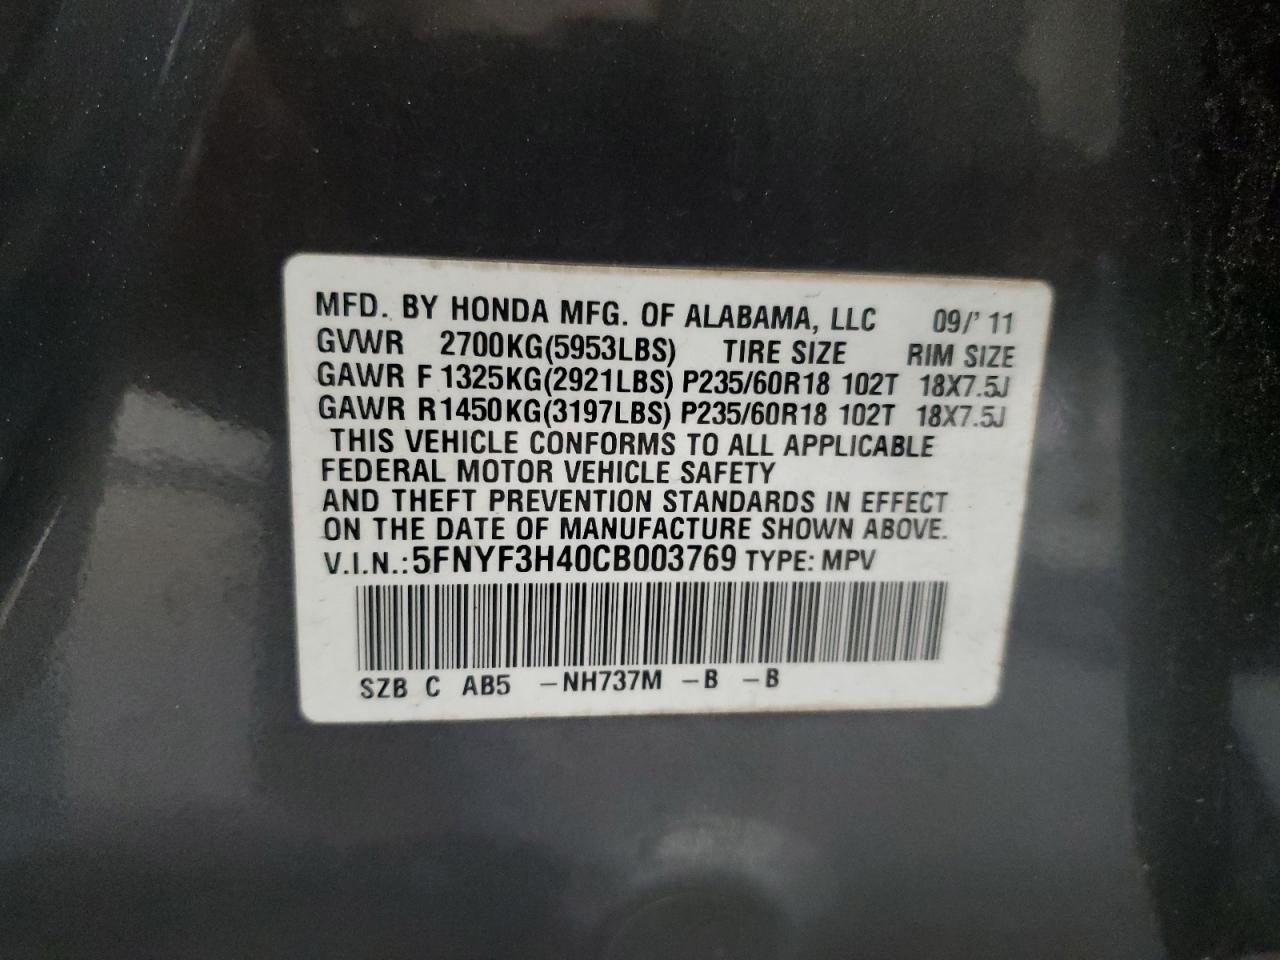 MFD. BY HONDA MFG. OF ALABAMA, LLC 09/' 11
GVWR 2700KG(5953LBS) TIRE SIZE RIM SIZE
GAWR F 1325KG(2921LBS) P235/60R18 102T 18X7.5J
GAWR R1450KG(3197LBS) P235/60R18 102T 18X7.5J
THIS VEHICLE CONFORMS TO ALL APPLICABLE
FEDERAL MOTOR VEHICLE SAFETY
AND THEFT PREVENTION STANDARDS IN EFFECT
ON THE DATE OF MANUFACTURE SHOWN ABOVE.
V.I.N.:5FNYF3H40CB003769 TYPE: MPV
SZB C AB5 -NH737M -B -B